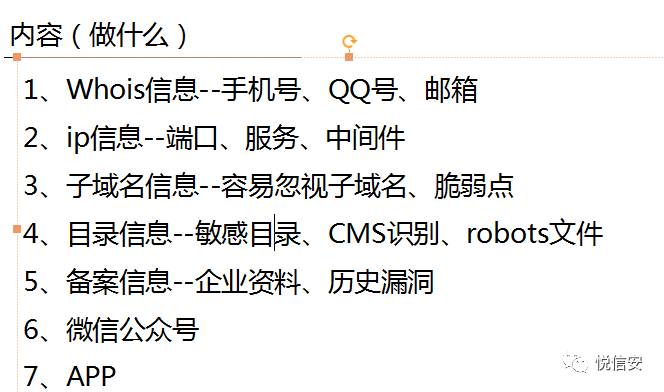 内容（做什么）
1、Whois信息--手机号、QQ号、邮箱
2、ip信息--端口、服务、中间件
3、子域名信息--容易忽视子域名、脆弱点
4、目录信息--敏感目录、CMS识别、robots文件
5、备案信息--企业资料、历史漏洞
6、微信公众号
7、APP
悦信安